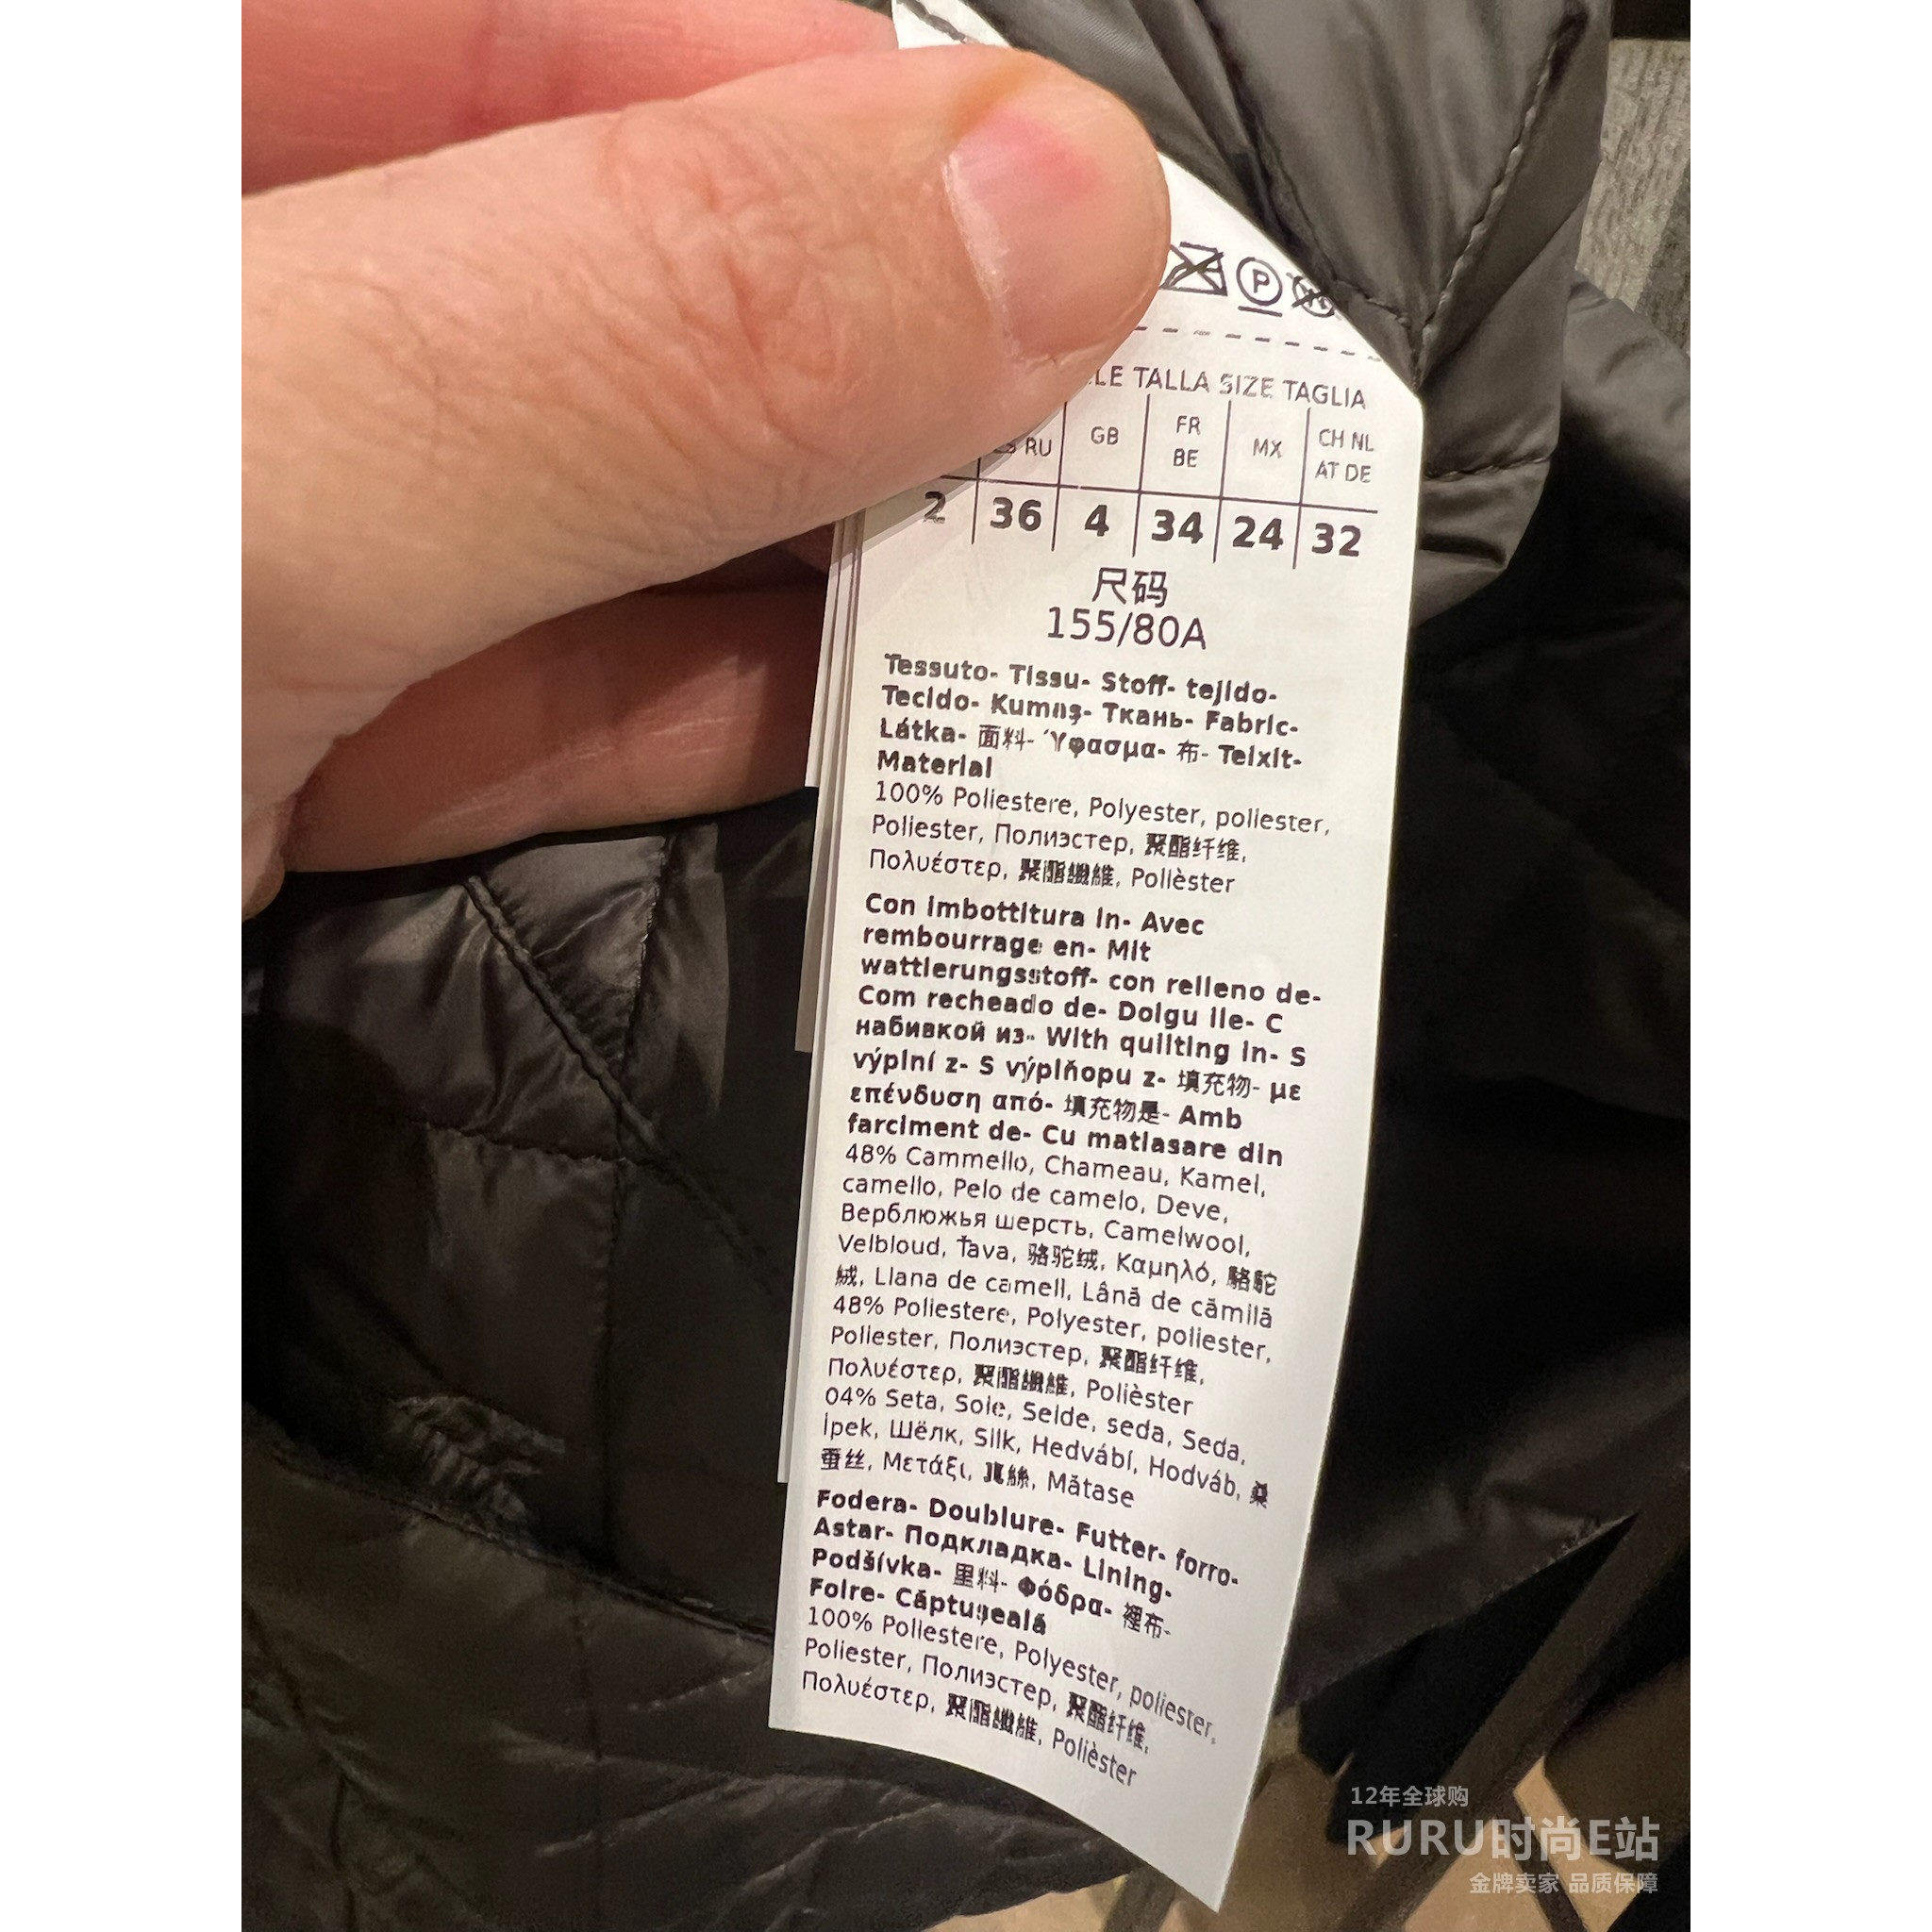 P
TALLA SIZE TAGLIA
RU GB FR BE MX CH NL AT DE
2 36 4 34 24 32
尺码
155/80A
Tessuto- Tissu- Stoff- tejido-
Tecido- Kumaş- Ткань- Fabric-
Látka- 面料- Ύφασμα- 布- Teixit-
Material
100% Poliestere, Polyester, poliester,
Poliester, Полиэстер, 聚酯纤维,
Πολυέστερ, 聚酯纖維, Polièster
Con imbottitura in- Avec
rembourrage en- Mit
wattierungsstoff- con relleno de-
Com recheado de- Dolgu ile- C
набивкой из- With quilting in- S
výplní z- S výplňopu z- 填充物- με
επένδυση από- 填充物是- Amb
farciment de- Cu matlasare din
48% Cammello, Chameau, Kamel,
camello, Pelo de camelo, Deve,
Верблюжья шерсть, Camelwool,
Velbloud, Ťava, 骆驼绒, Καμηλό, 駱駝
絨, Llana de camell, Lână de cămilă
48% Poliestere, Polyester, poliester,
Poliester, Полиэстер, 聚酯纤维,
Πολυέστερ, 聚酯纖維, Polièster
04% Seta, Soie, Seide, seda, Seda,
İpek, Шёлк, Silk, Hedvábí, Hodváb, 桑
蚕丝, Μετάξι, 真絲, Mătase
Fodera- Doublure- Futter- forro-
Astar- Подкладка- Lining-
Podšívka- 里料- Φόδρα- 裡布-
Folre- Căptuşeală
100% Poliestere, Polyester, poliester,
Poliester, Полиэстер, 聚酯纤维,
Πολυέστερ, 聚酯纖維, Polièster
12年全球购
RURU时尚E站
金牌卖家 品质保障